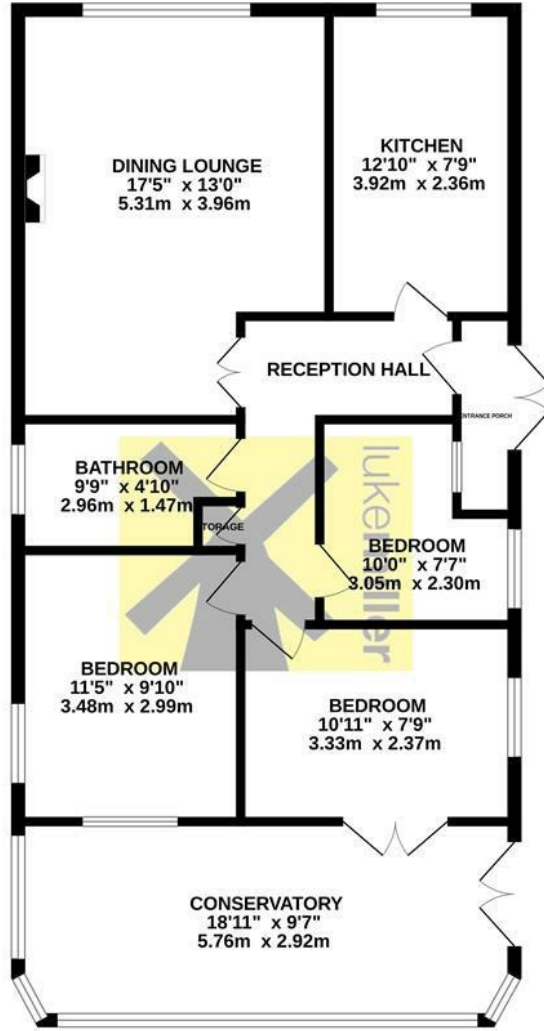 DINING LOUNGE
17'5" x 13'0"
5.31m x 3.96m
KITCHEN
12'10" x 7'9"
3.92m x 2.36m
RECEPTION HALL
ENTRANCE PORCH
BATHROOM
9'9" x 4'10"
2.96m x 1.47m
TORAGE
lukemiller
BEDROOM
10'0" x 7'7"
3.05m x 2.30m
BEDROOM
11'5" x 9'10"
3.48m x 2.99m
BEDROOM
10'11" x 7'9"
3.33m x 2.37m
CONSERVATORY
18'11" x 9'7"
5.76m x 2.92m